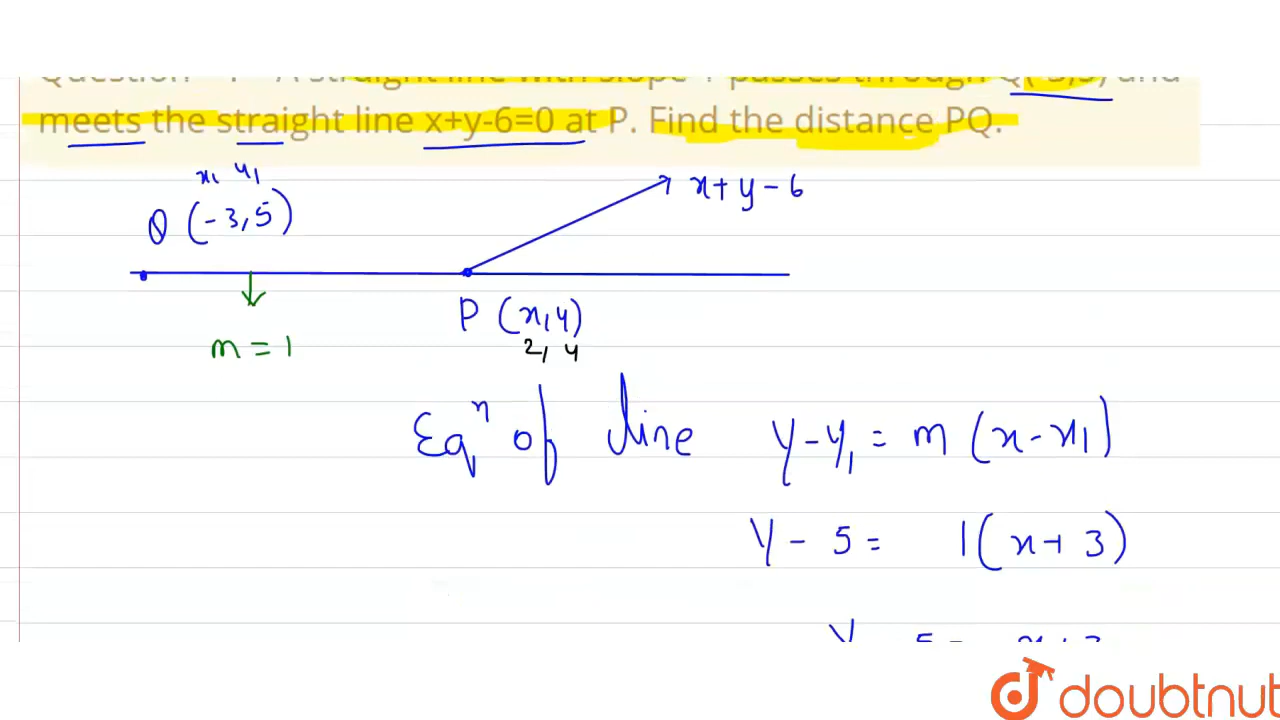 meets the straight line x+y-6=0 at P. Find the distance PQ.
x₁ y₁
Q (-3,5)
x+y-6
P (x,y)
2, 4
m = 1
Eqⁿ of line y-y₁ = m (x-x₁)
y - 5 = 1(x+3)
doubtnut